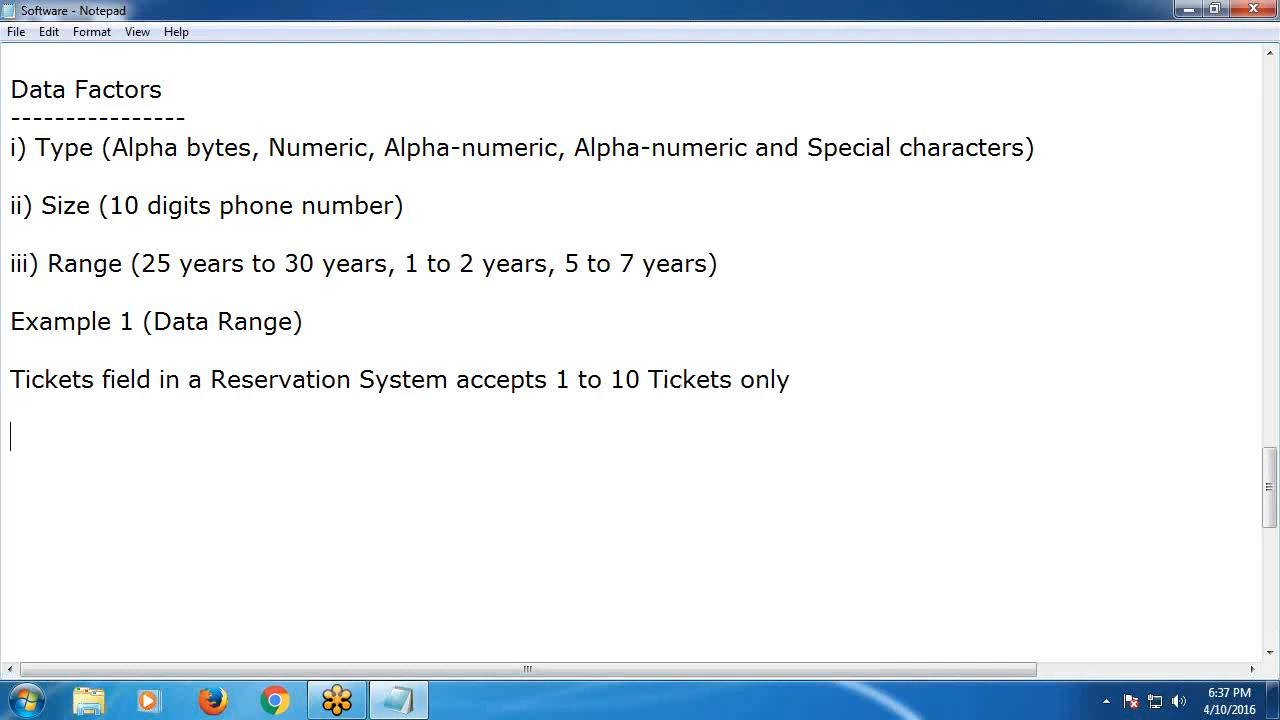 Software - Notepad
File Edit Format View Help
Data Factors
----------------
i) Type (Alpha bytes, Numeric, Alpha-numeric, Alpha-numeric and Special characters)
ii) Size (10 digits phone number)
iii) Range (25 years to 30 years, 1 to 2 years, 5 to 7 years)
Example 1 (Data Range)
Tickets field in a Reservation System accepts 1 to 10 Tickets only
6:37 PM
4/10/2016